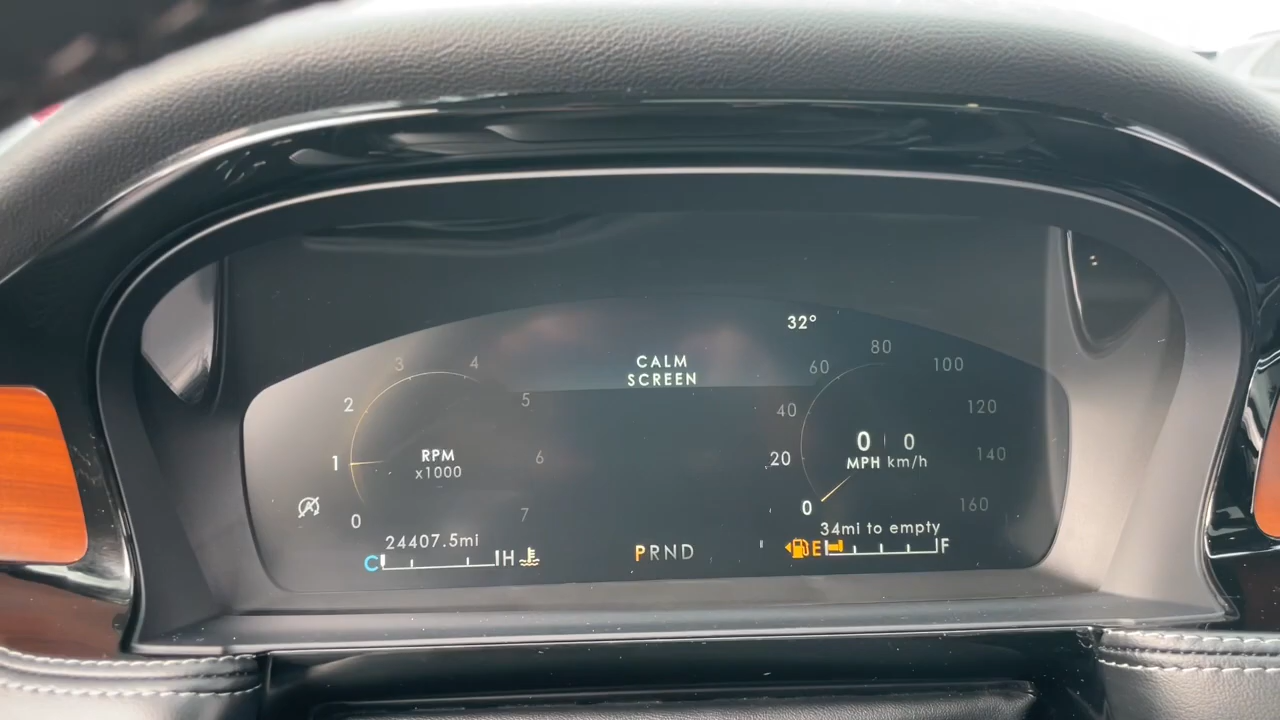 32°
CALM
SCREEN
3 4
60 80 100
2 5 40 120
1 RPM 6 20 0 0 140
x1000 MPH km/h
0 7 0 160
24407.5mi 34mi to empty
C H PRND E F